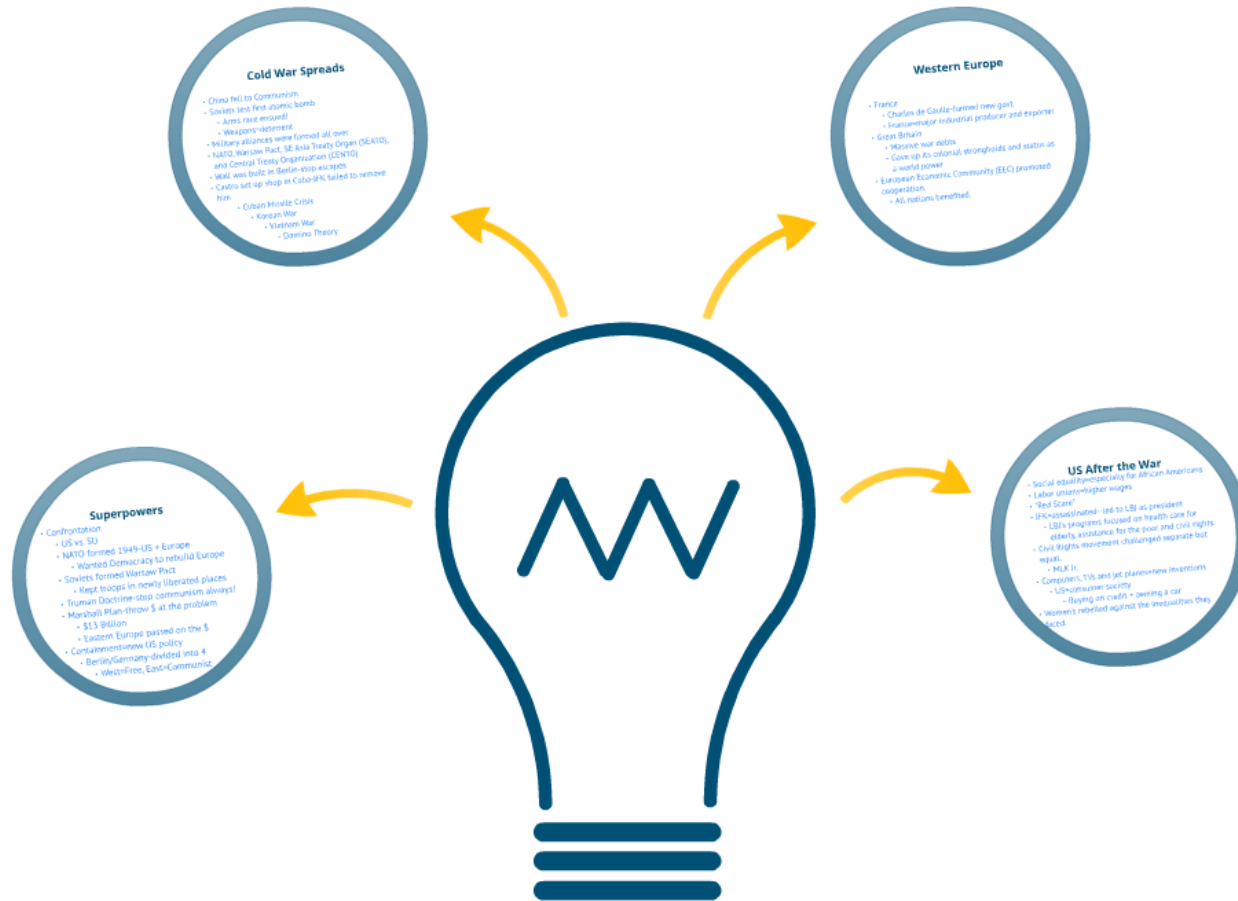 Cold War Spreads
• China fell to Communism
• Soviets test first atomic bomb
• Arms race ensued!
• Weapons=deterrent
• Military alliances were formed all over
• NATO, Warsaw Pact, SE Asia Treaty Organ (SEATO),
and Central Treaty Organization (CENTO)
• Wall was built in Berlin-stop escapes
• Castro set up shop in Cuba-JFK failed to remove
him
• Cuban Missile Crisis
• Korean War
• Vietnam War
• Domino Theory
Western Europe
• France
• Charles de Gaulle-formed new govt
• France=major industrial producer and exporter
• Great Britain
• Massive war debts
• Gave up its colonial strongholds and status as
a world power
• European Economic Community (EEC) promoted
cooperation.
• All nations benefited.
Superpowers
• Confrontation
• US vs. SU
• NATO formed 1949-US + Europe
• Wanted Democracy to rebuild Europe
• Soviets formed Warsaw Pact
• Kept troops in newly liberated places
• Truman Doctrine-stop communism always!
• Marshall Plan-throw $ at the problem
• $13 Billion
• Eastern Europe passed on the $
• Containment=new US policy
• Berlin/Germany-divided into 4
• West=Free, East=Communist
US After the War
• Social equality=especially for African Americans
• Labor unions=higher wages
• "Red Scare"
• JFK=assassinated--led to LBJ as president
• LBJ's programs focused on health care for
elderly, assistance for the poor and civil rights.
• Civil Rights movement challenged separate but
equal.
• MLK Jr.
• Computers, TVs and jet planes=new inventions
• US=consumer society
• Buying on credit + owning a car
• Women's rebelled against the inequalities they
faced.